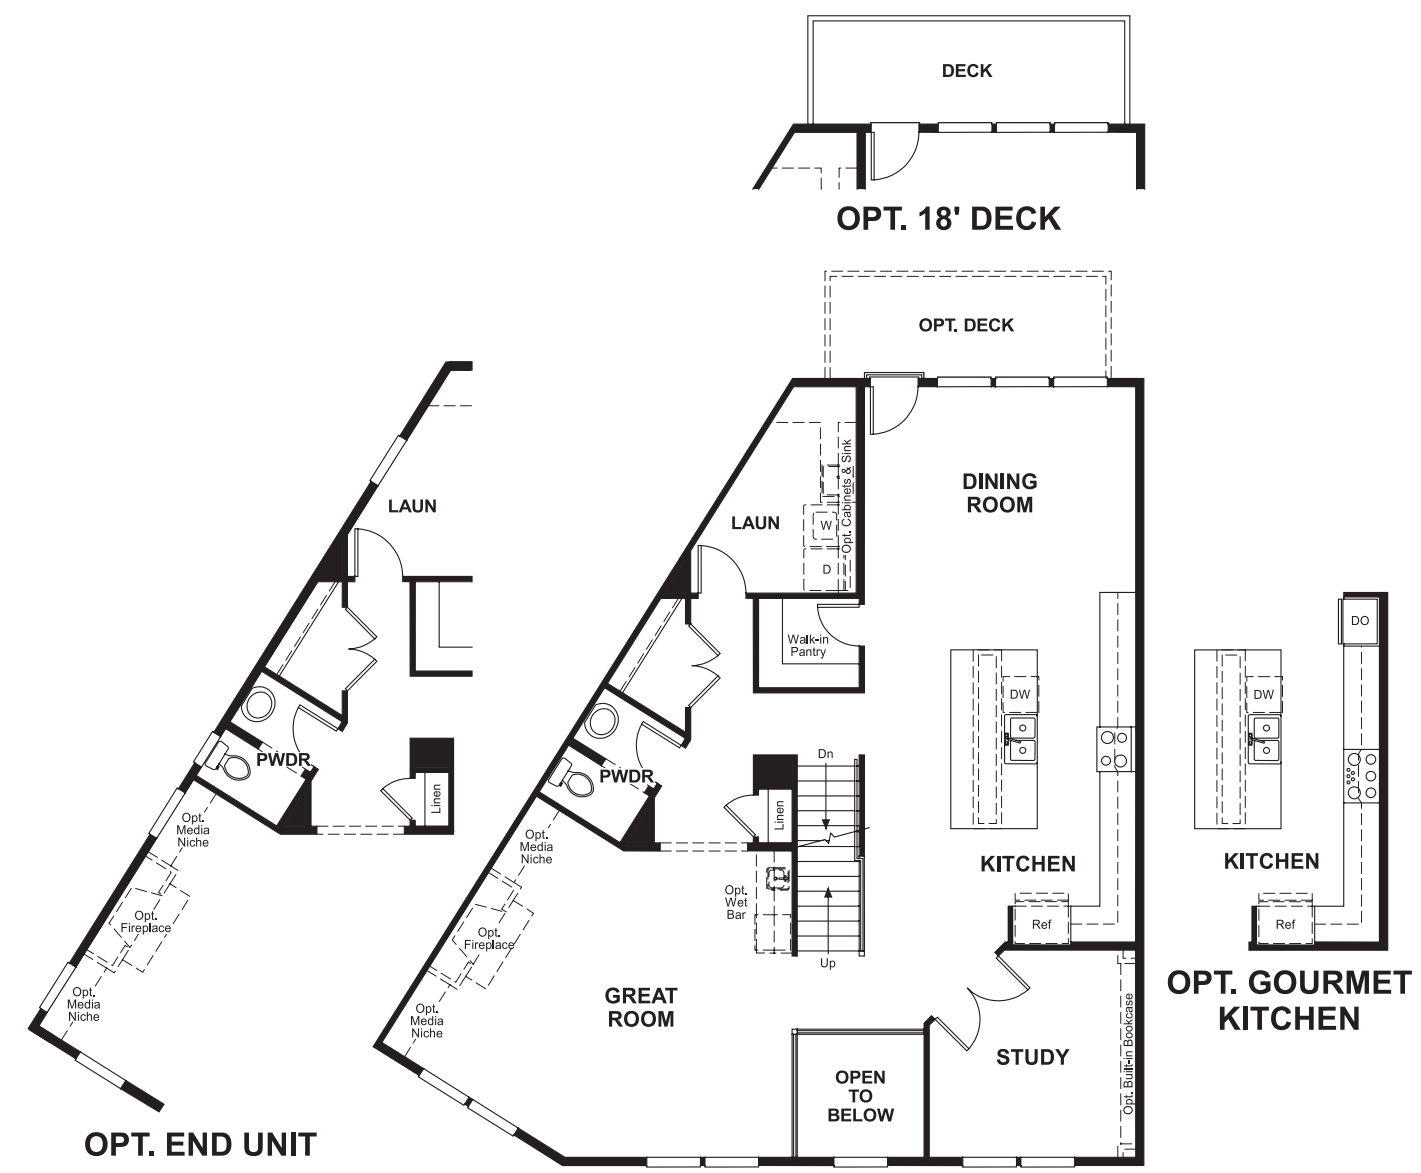 DECK
OPT. 18' DECK
OPT. DECK
LAUN
PWDR
Linen
Opt.
Media
Niche
Opt.
Fireplace
Opt.
Media
Niche
OPT. END UNIT
LAUN
W
D
Opt. Cabinets & Sink
DINING
ROOM
Walk-in
Pantry
PWDR
Linen
Dn
Up
DW
KITCHEN
Ref
Opt.
Media
Niche
Opt.
Fireplace
Opt.
Media
Niche
Opt.
Wet
Bar
GREAT
ROOM
OPEN
TO
BELOW
STUDY
Opt. Built-in Bookcase
DO
DW
KITCHEN
Ref
OPT. GOURMET
KITCHEN